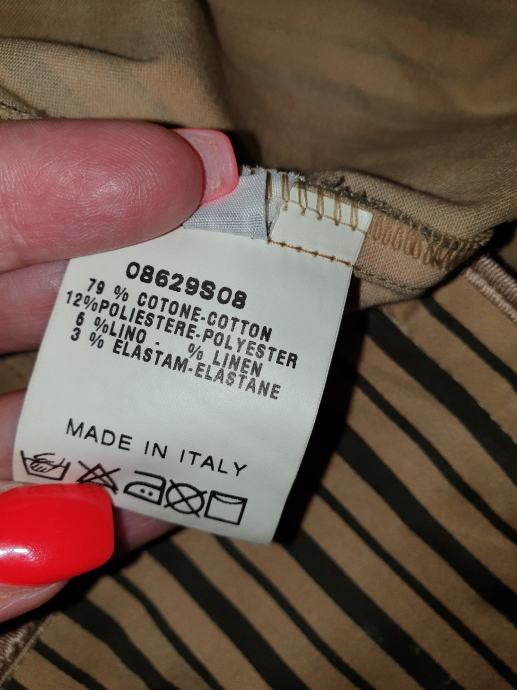 08629S08
79 % COTONE-COTTON
12%POLIESTERE-POLYESTER
6 %LINO - % LINEN
3 % ELASTAM-ELASTANE
MADE IN ITALY